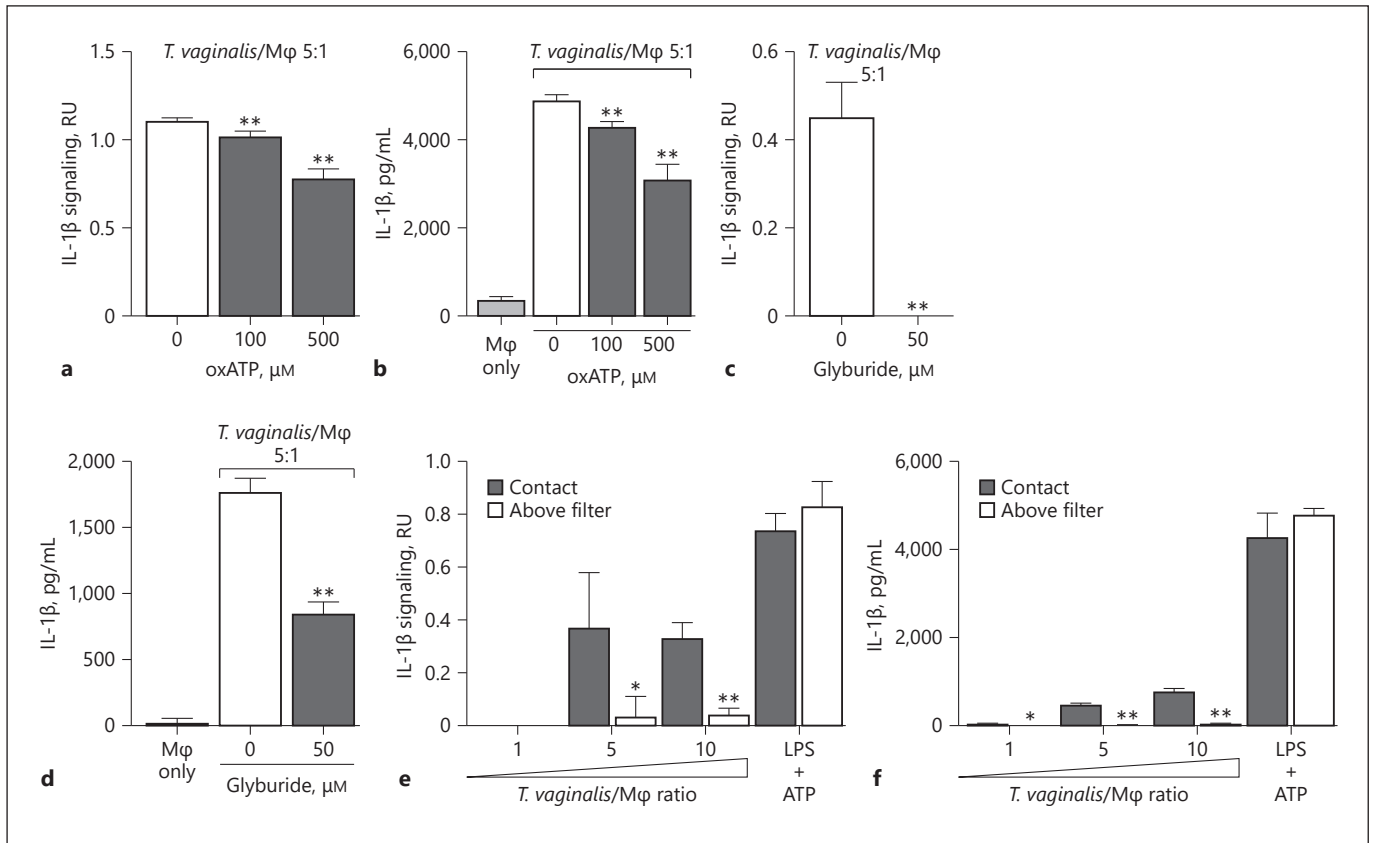 T. vaginalis/Mφ 5:1
IL-1β signaling, RU
1.5
1.0
0.5
0
**
**
0 100 500
oxATP, μM
a
T. vaginalis/Mφ 5:1
IL-1β, pg/mL
6,000
4,000
2,000
0
**
**
Mφ
only
0 100 500
oxATP, μM
b
T. vaginalis/Mφ
5:1
IL-1β signaling, RU
0.6
0.4
0.2
0
**
0 50
Glyburide, μM
c
T. vaginalis/Mφ
5:1
IL-1β, pg/mL
2,000
1,500
1,000
500
0
**
Mφ
only
0 50
Glyburide, μM
d
IL-1β signaling, RU
1.0
0.8
0.6
0.4
0.2
0
Contact
Above filter
*
**
1 5 10 LPS
+
ATP
T. vaginalis/Mφ ratio
e
IL-1β, pg/mL
6,000
4,000
2,000
0
Contact
Above filter
*
**
**
1 5 10 LPS
+
ATP
T. vaginalis/Mφ ratio
f